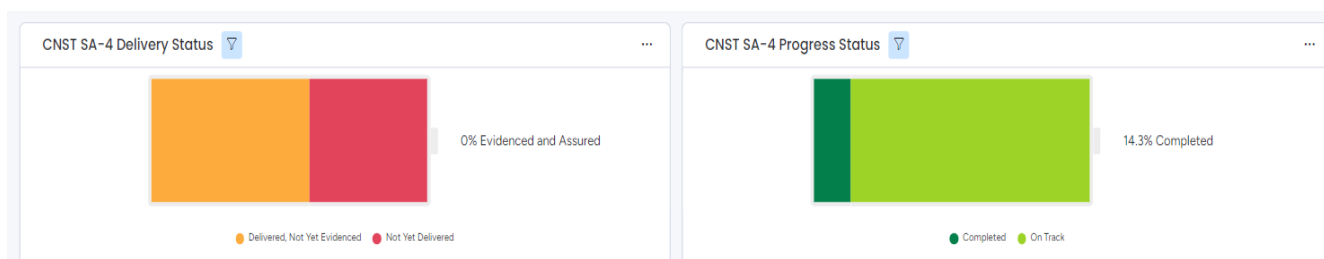 CNST SA-4 Delivery Status
0% Evidenced and Assured
Delivered, Not Yet Evidenced
Not Yet Delivered
CNST SA-4 Progress Status
14.3% Completed
Completed
On Track